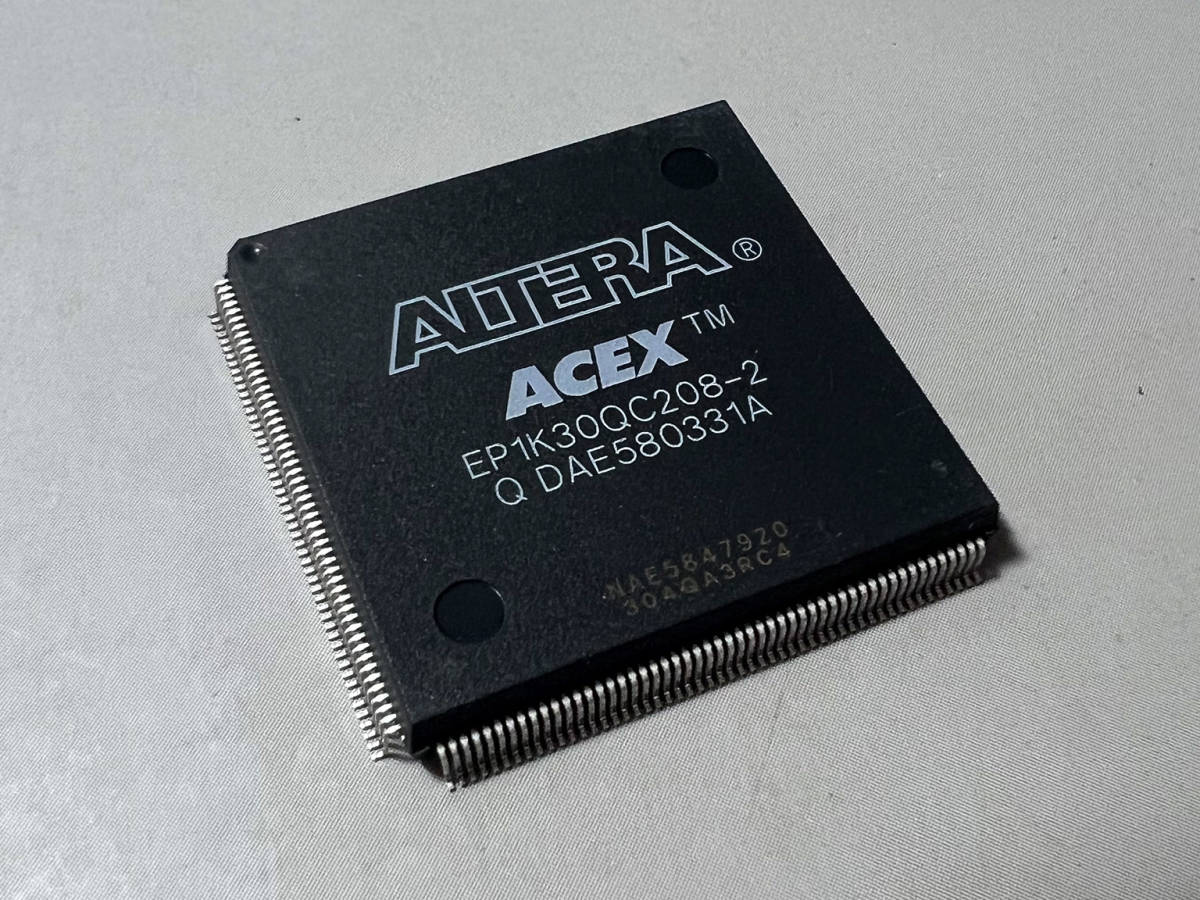 ALTERA®
ACEX™
EP1K30QC208-2
Q DAE580331A
NAE5847920
30AQA3RC4